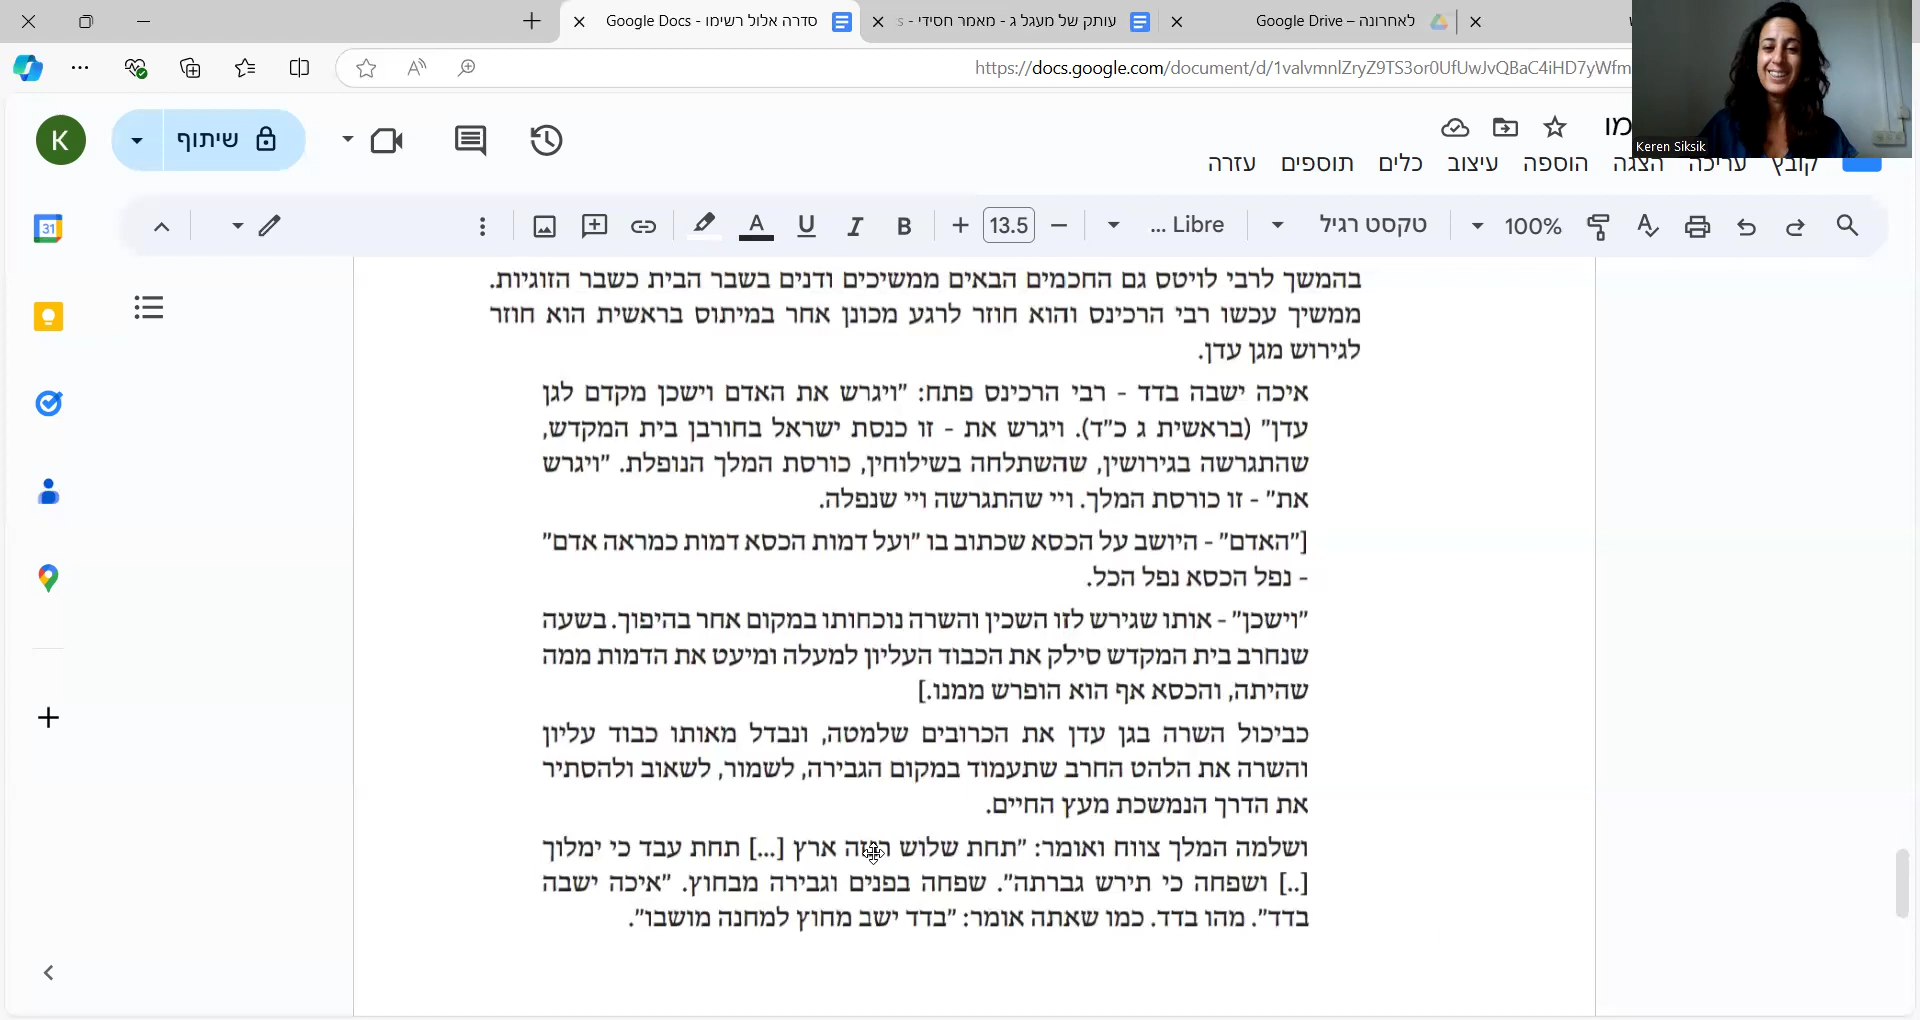 סדרה אלול רשימו - Google Docs
עותק של מעגל ג - מאמר חסידי -
לאחרונה – Google Drive
https://docs.google.com/document/d/1valvmnlZryZ9TS3or0UfUwJvQBaC4iHD7yWfm
Keren Siksik
K
שיתוף
קובץ עריכה הצגה הוספה עיצוב כלים תוספים עזרה
100% טקסט רגיל Libre ... 13.5 B I U A
31
בהמשך לרבי לויטס גם החכמים הבאים ממשיכים ודנים בשבר הבית כשבר הזוגיות.
ממשיך עכשו רבי הרכינס והוא חוזר לרגע מכונן אחר במיתוס בראשית הוא חוזר
לגירוש מגן עדן.
איכה ישבה בדד - רבי הרכינס פתח: "ויגרש את האדם וישכן מקדם לגן
עדן" (בראשית ג כ"ד). ויגרש את - זו כנסת ישראל בחורבן בית המקדש,
שהתגרשה בגירושין, שהשתלחה בשילוחין, כורסת המלך הנופלת. "ויגרש
את" - זו כורסת המלך. ויי שהתגרשה ויי שנפלה.
["האדם" - היושב על הכסא שכתוב בו "ועל דמות הכסא דמות כמראה אדם"
- נפל הכסא נפל הכל.
"וישכן" - אותו שגירש לזו השכין והשרה נוכחותו במקום אחר בהיפוך. בשעה
שנחרב בית המקדש סילק את הכבוד העליון למעלה ומיעט את הדמות ממה
שהיתה, והכסא אף הוא הופרש ממנו.]
כביכול השרה בגן עדן את הכרובים שלמטה, ונבדל מאותו כבוד עליון
והשרה את הלהט החרב שתעמוד במקום הגבירה, לשמור, לשאוב ולהסתיר
את הדרך הנמשכת מעץ החיים.
ושלמה המלך צווח ואומר: "תחת שלוש רגזה ארץ [...] תחת עבד כי ימלוך
[..] ושפחה כי תירש גברתה". שפחה בפנים וגבירה מבחוץ. "איכה ישבה
בדד". מהו בדד. כמו שאתה אומר: "בדד ישב מחוץ למחנה מושבו".